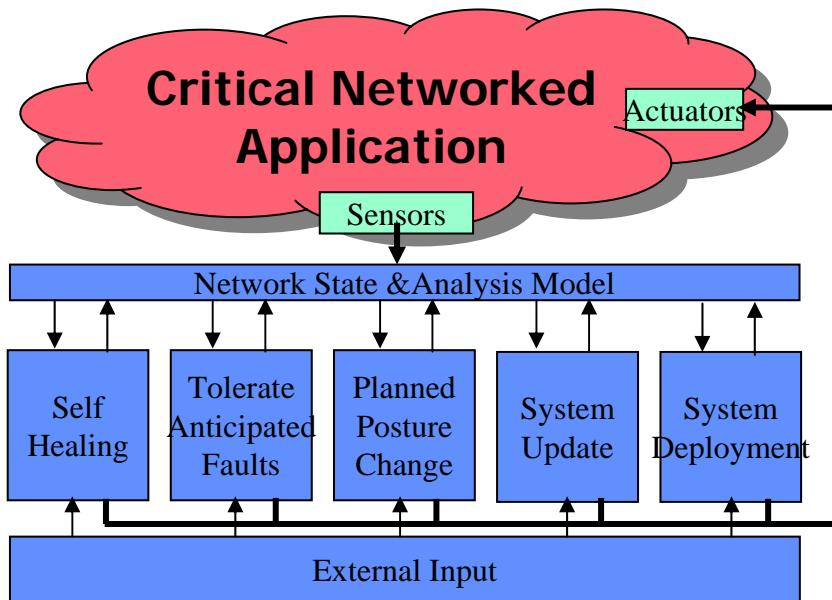 Critical Networked
Application
Actuators
Sensors
Network State &Analysis Model
Self
Healing
Tolerate
Anticipated
Faults
Planned
Posture
Change
System
Update
System
Deployment
External Input